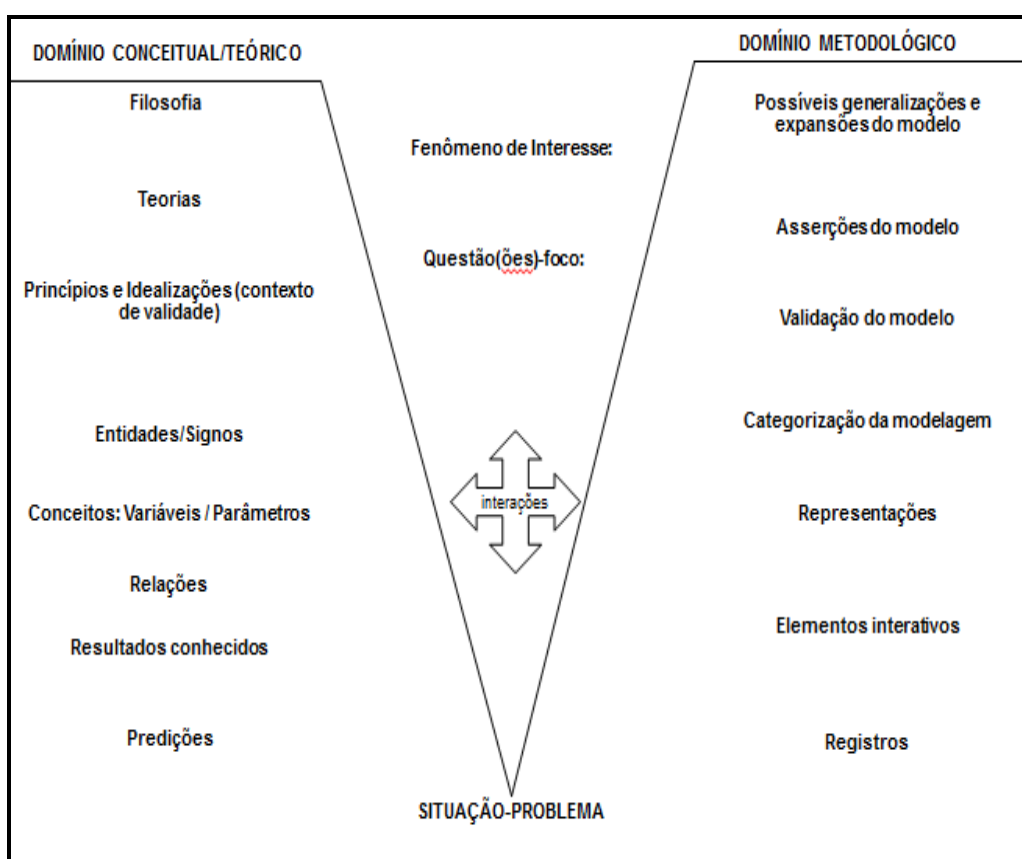 DOMÍNIO CONCEITUAL/TEÓRICO
Filosofia
Teorias
Princípios e Idealizações (contexto
de validade)
Entidades/Signos
Conceitos: Variáveis / Parâmetros
Relações
Resultados conhecidos
Predições
Fenômeno de Interesse:
Questão(ões)-foco:
interações
SITUAÇÃO-PROBLEMA
DOMÍNIO METODOLÓGICO
Possíveis generalizações e
expansões do modelo
Asserções do modelo
Validação do modelo
Categorização da modelagem
Representações
Elementos interativos
Registros